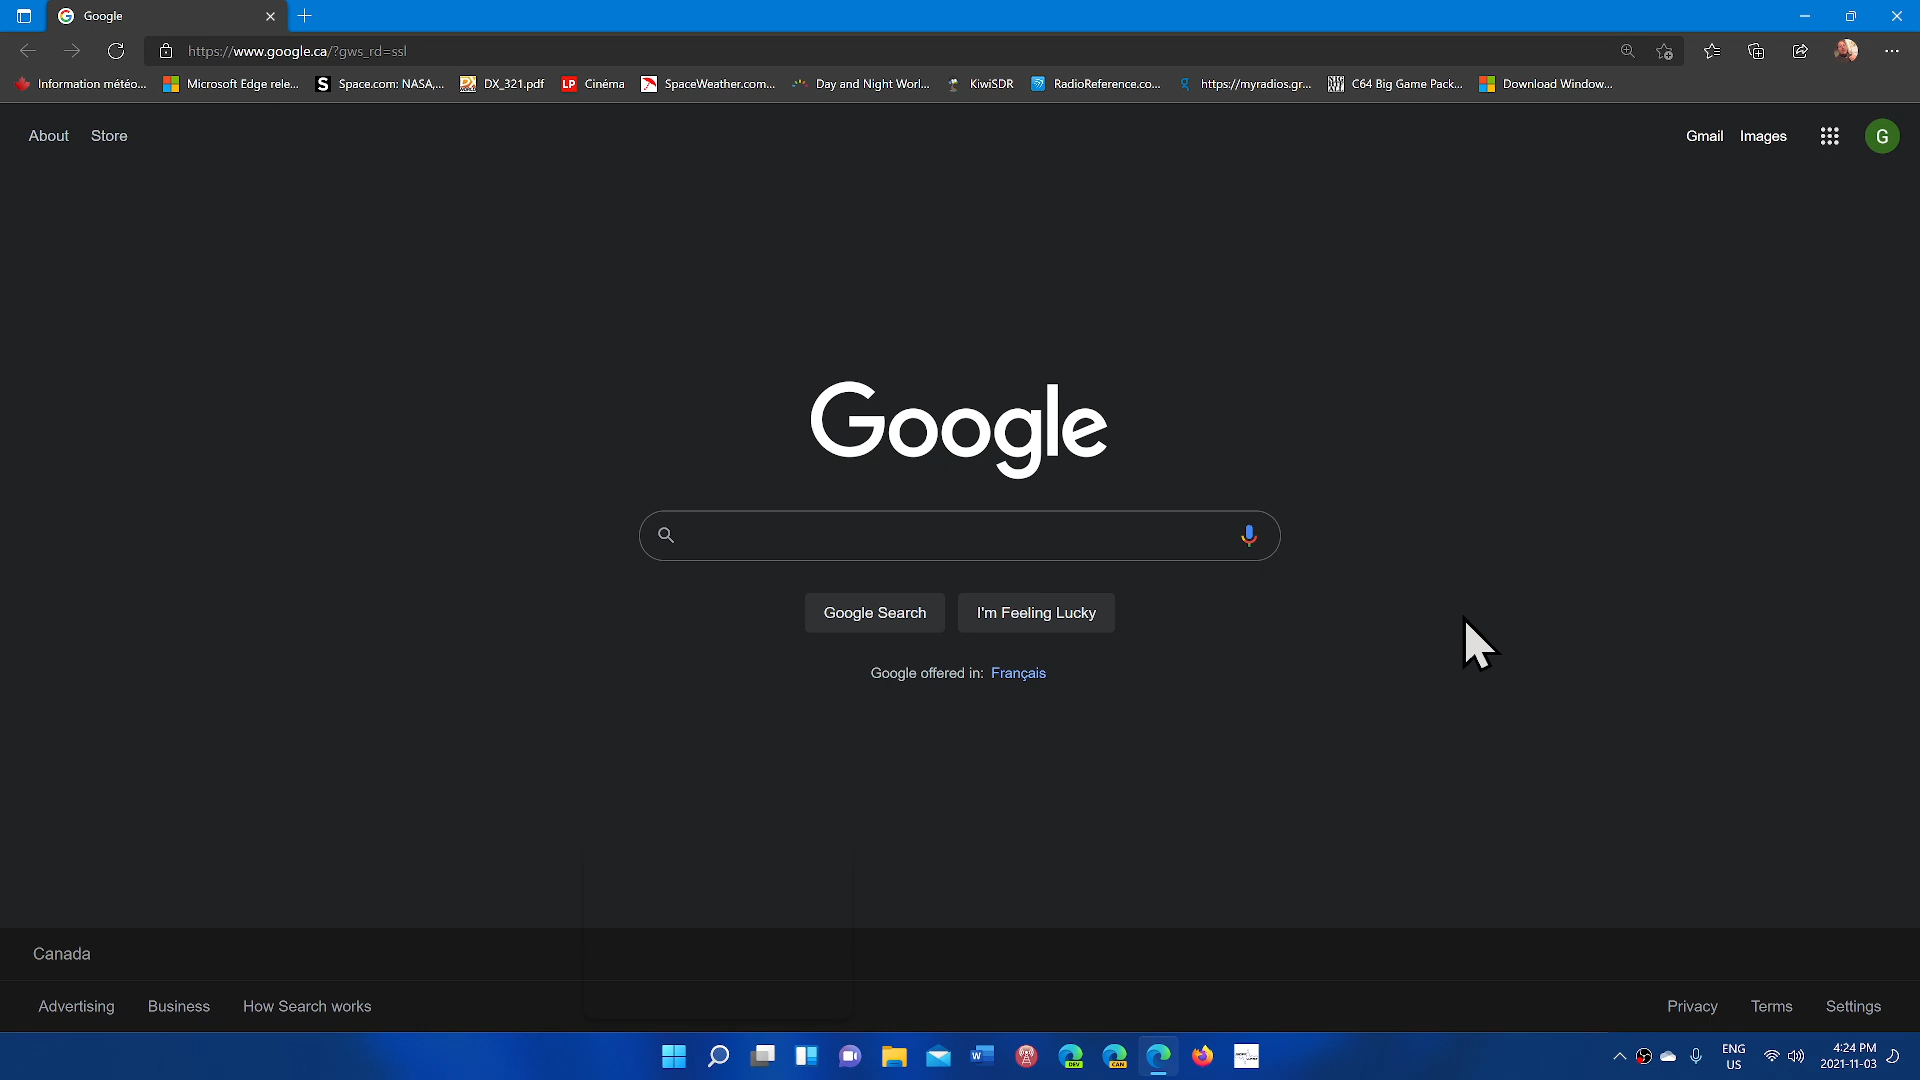 Google
https://www.google.ca/?gws_rd=ssl
Information météo...
Microsoft Edge rele...
S
Space.com: NASA,...
DX_321.pdf
LP
Cinéma
SpaceWeather.com...
Day and Night Worl...
KiwiSDR
RadioReference.co...
https://myradios.gr...
C64 Big Game Pack...
Download Window...
About
Store
Gmail
Images
G
Google
Google Search
I'm Feeling Lucky
Google offered in: Français
Canada
Advertising
Business
How Search works
Privacy
Terms
Settings
W
DEV
CAN
ENG
US
4:24 PM
2021-11-03